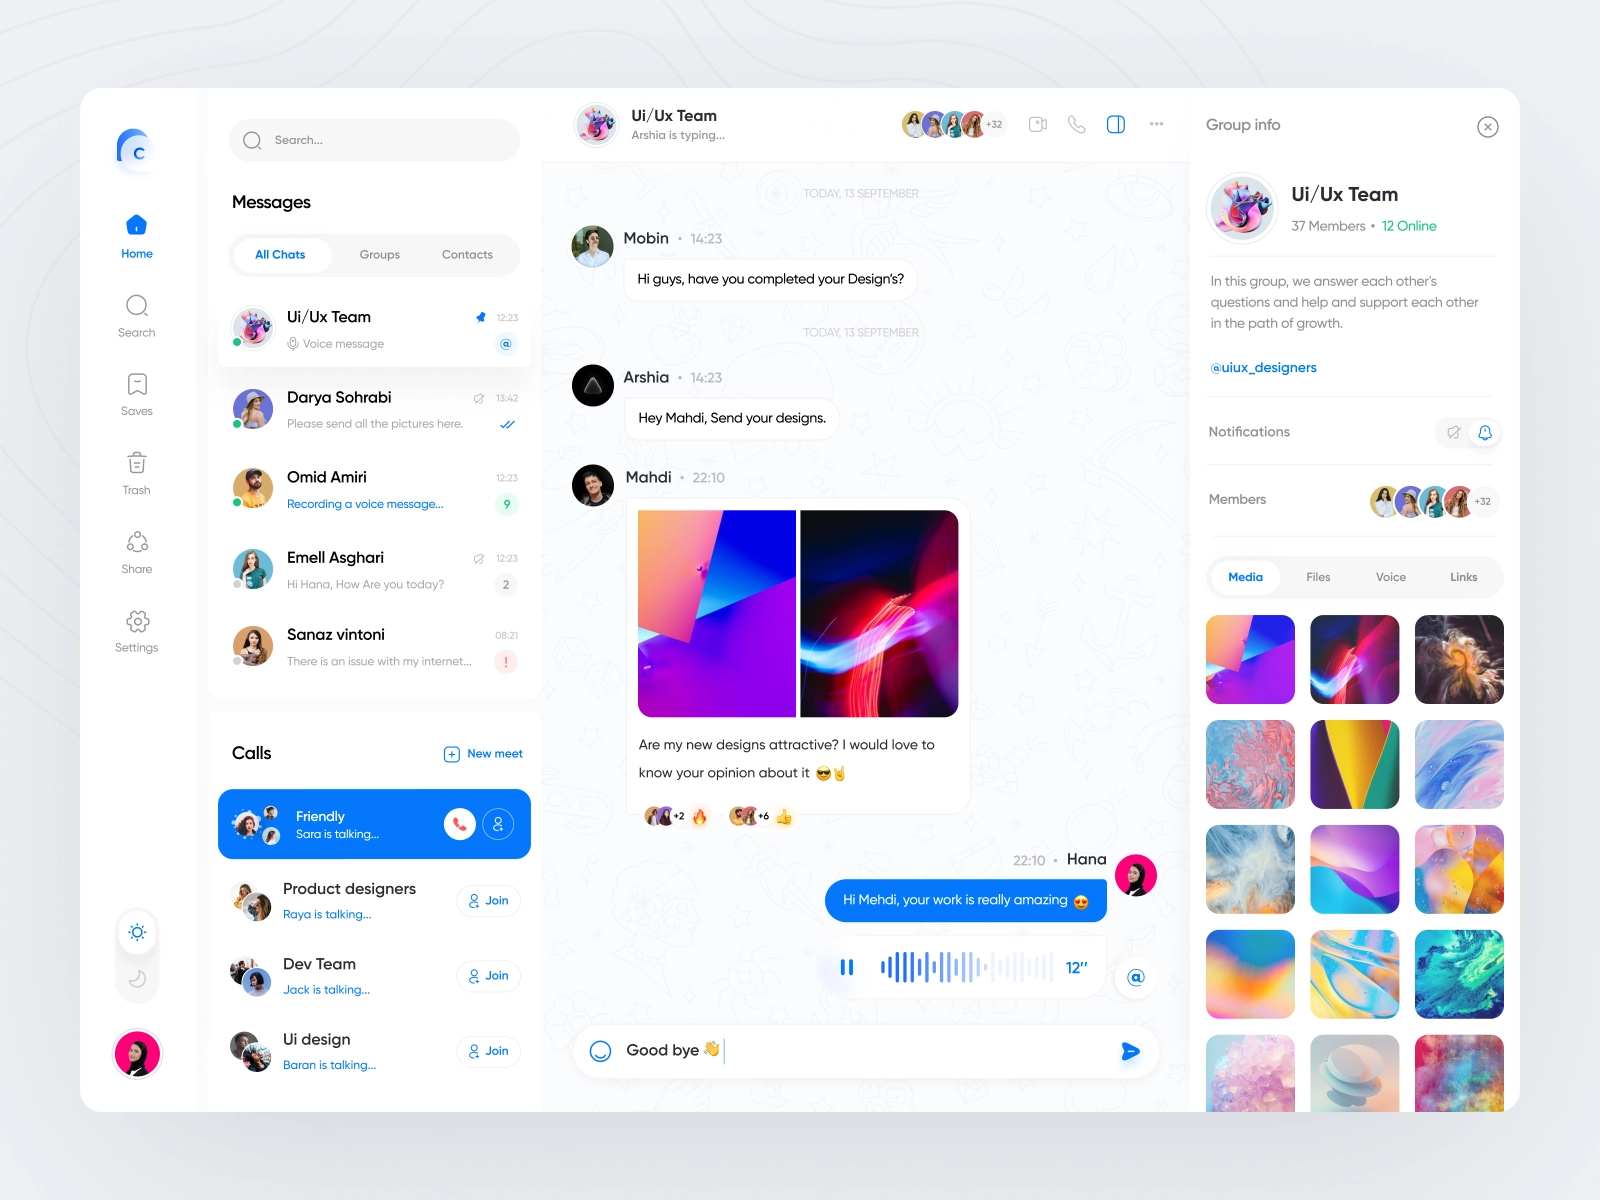 C
Home
Search
Saves
Trash
Share
Settings
Search...
Messages
All Chats
Groups
Contacts
Ui/Ux Team
12:23
Voice message
@
Darya Sohrabi
13:42
Please send all the pictures here.
Omid Amiri
12:23
Recording a voice message...
9
Emell Asghari
12:23
Hi Hana, How Are you today?
2
Sanaz vintoni
08:21
There is an issue with my internet...
!
Calls
New meet
Friendly
Sara is talking...
Product designers
Raya is talking...
Join
Dev Team
Jack is talking...
Join
Ui design
Baran is talking...
Join
Ui/Ux Team
Arshia is typing...
+32
TODAY, 13 SEPTEMBER
Mobin • 14:23
Hi guys, have you completed your Design's?
TODAY, 13 SEPTEMBER
Arshia • 14:23
Hey Mahdi, Send your designs.
Mahdi • 22:10
Are my new designs attractive? I would love to
know your opinion about it 😎🤘
+2 🔥 +6 👍
22:10 • Hana
Hi Mehdi, your work is really amazing 😍
12’’
@
Good bye 👋
Group info
Ui/Ux Team
37 Members • 12 Online
In this group, we answer each other's
questions and help and support each other
in the path of growth.
@uiux_designers
Notifications
Members
+32
Media
Files
Voice
Links